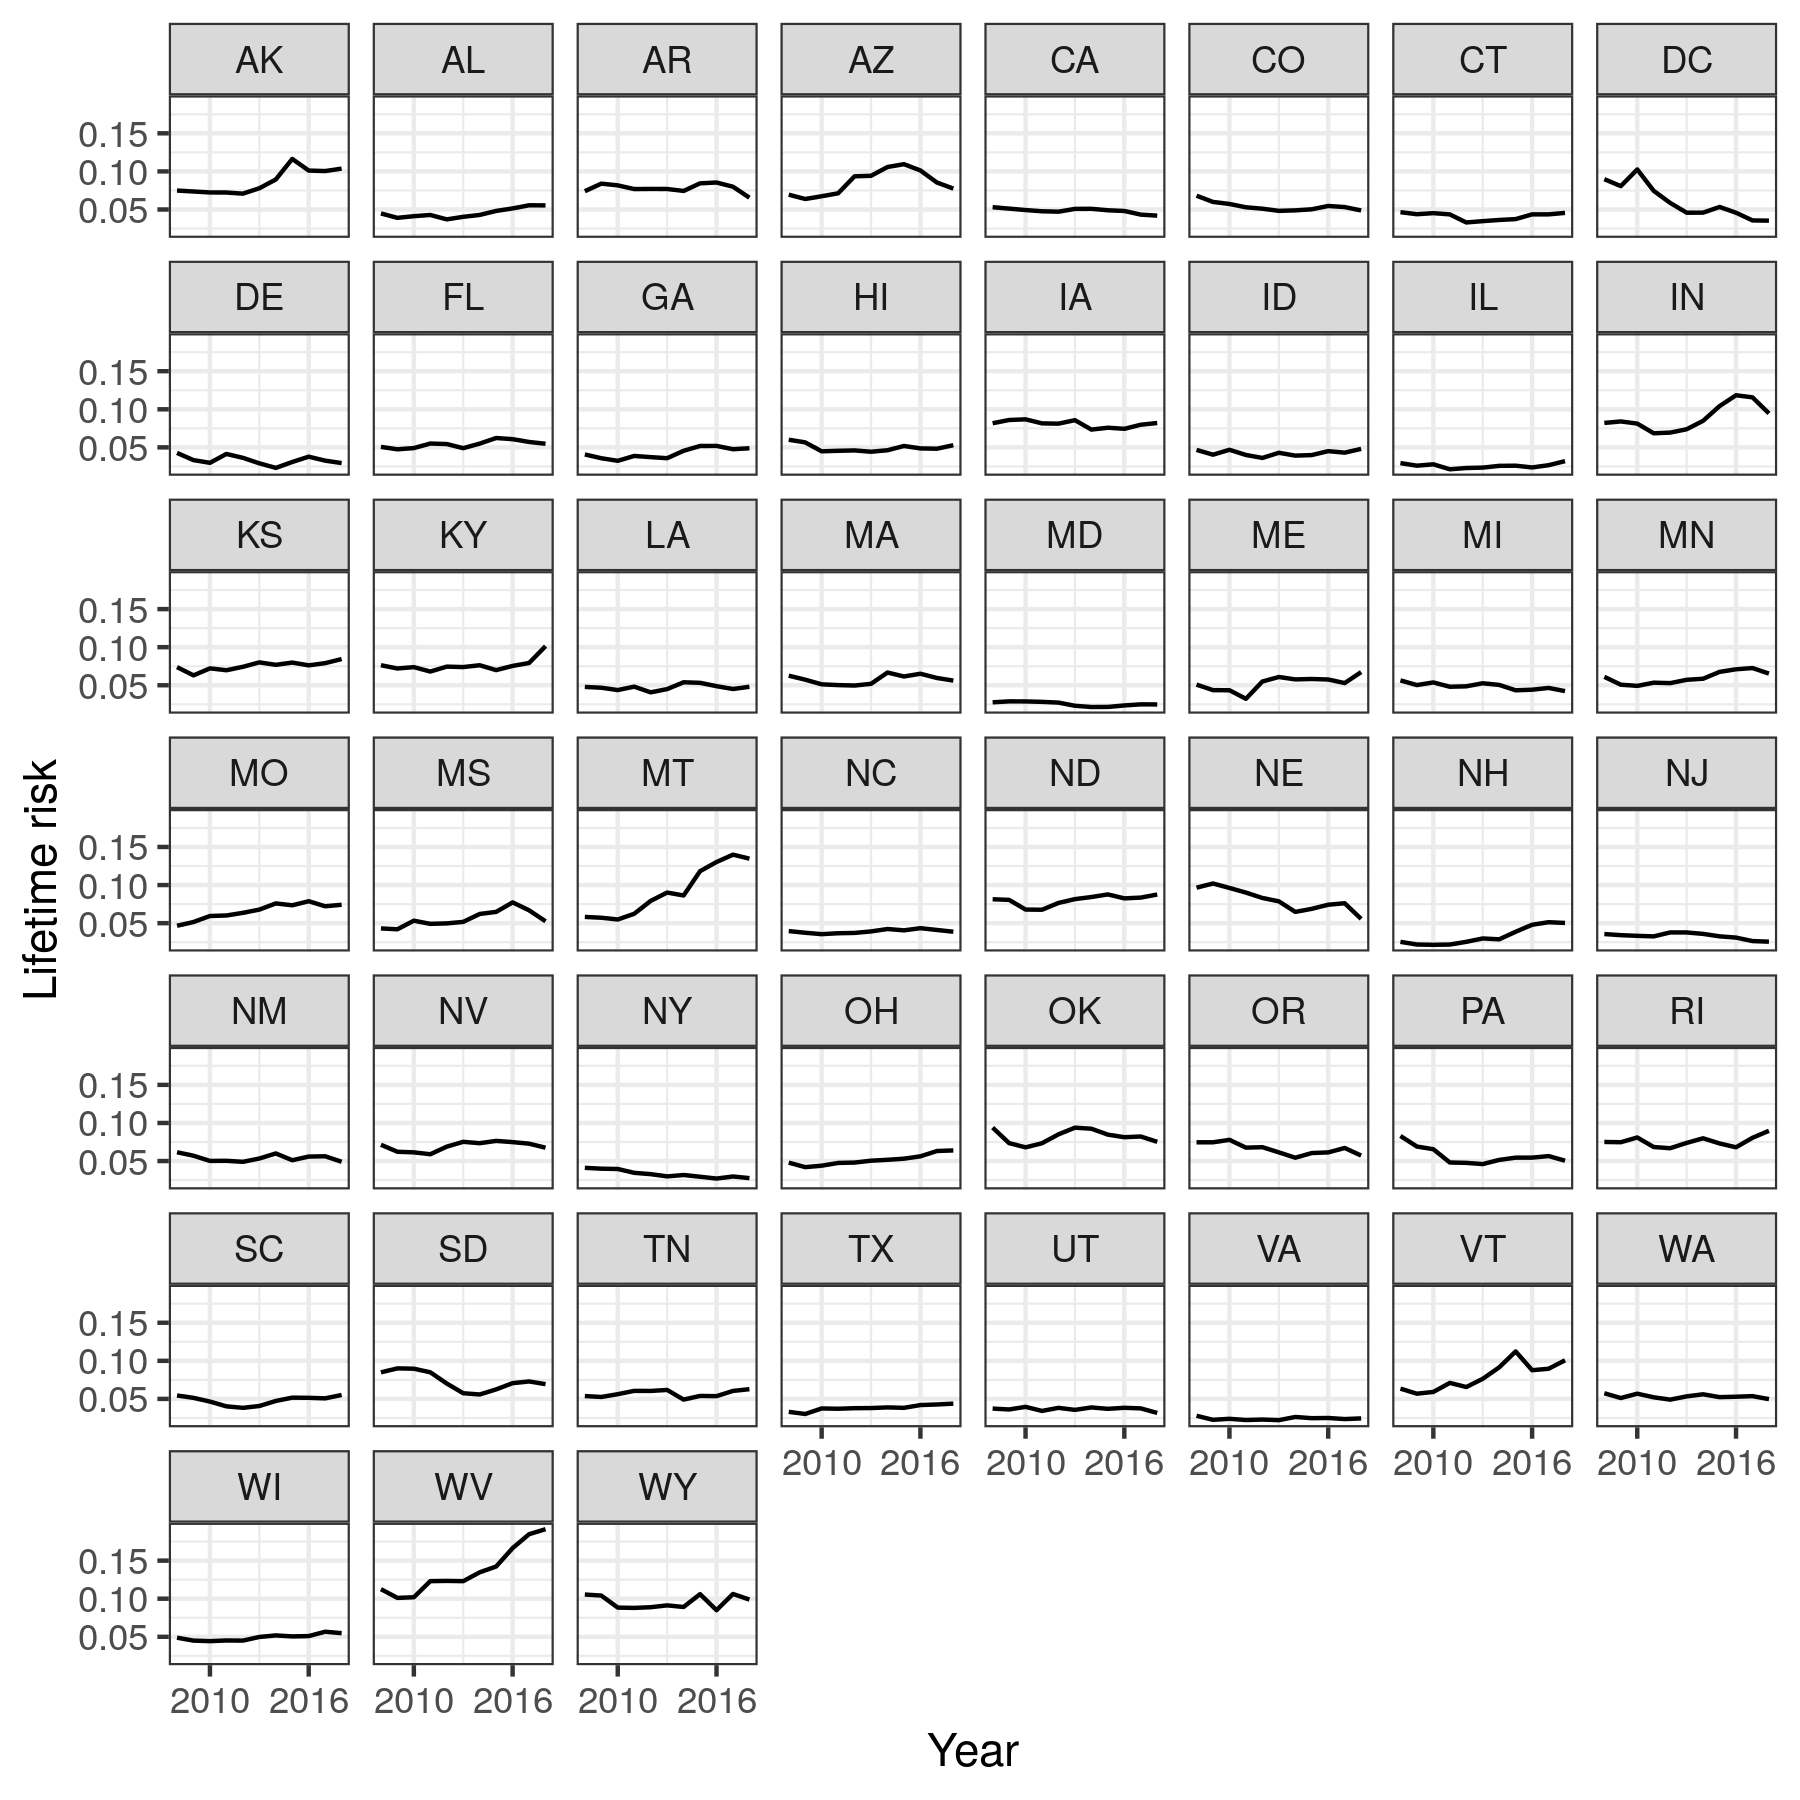 AK AL AR AZ CA CO CT DC
0.15
0.10
0.05
DE FL GA HI IA ID IL IN
0.15
0.10
0.05
KS KY LA MA MD ME MI MN
0.15
0.10
0.05
MO MS MT NC ND NE NH NJ
0.15
0.10
0.05
Lifetime risk
NM NV NY OH OK OR PA RI
0.15
0.10
0.05
SC SD TN TX UT VA VT WA
0.15
0.10
0.05
2010 2016 2010 2016 2010 2016 2010 2016 2010 2016
WI WV WY
0.15
0.10
0.05
2010 2016 2010 2016 2010 2016
Year